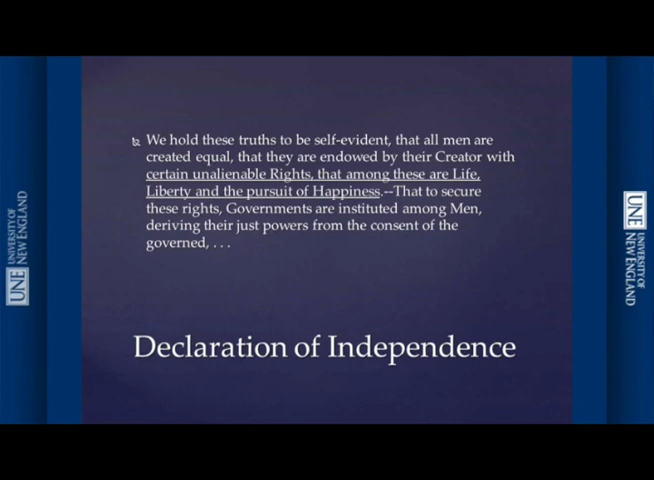 We hold these truths to be self-evident, that all men are
created equal, that they are endowed by their Creator with
certain unalienable Rights, that among these are Life,
Liberty and the pursuit of Happiness.--That to secure
these rights, Governments are instituted among Men,
deriving their just powers from the consent of the
governed, . . .
Declaration of Independence
UNE
UNIVERSITY OF
NEW ENGLAND
UNE
UNIVERSITY OF
NEW ENGLAND